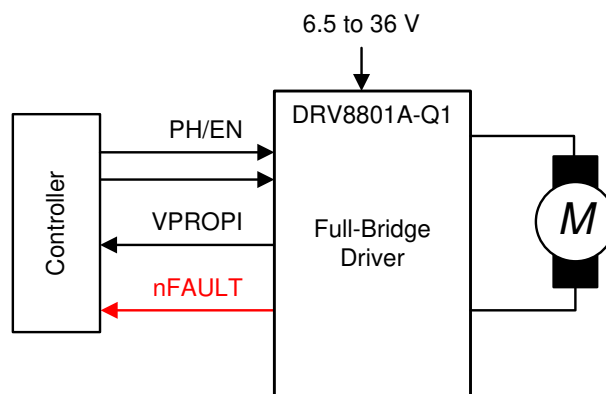 6.5 to 36 V
DRV8801A-Q1
PH/EN
Controller
VPROPI
Full-Bridge
Driver
M
nFAULT